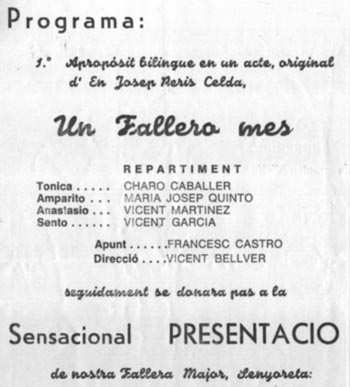 Programa:
1.º Apropósit bilingue en un acte, original
d' En Josep Peris Celda,
Un Fallero mes
REPARTIMENT
Tonica ..... CHARO CABALLER
Amparito .... MARIA JOSEP QUINTO
Anastasio .... VICENT MARTINEZ
Sento ...... VICENT GARCIA
Apunt ......FRANCESC CASTRO
Direcció ....VICENT BELLVER
seguidament se donara pas a la
Sensacional PRESENTACIO
de nostra Fallera Major, Senyoreta: